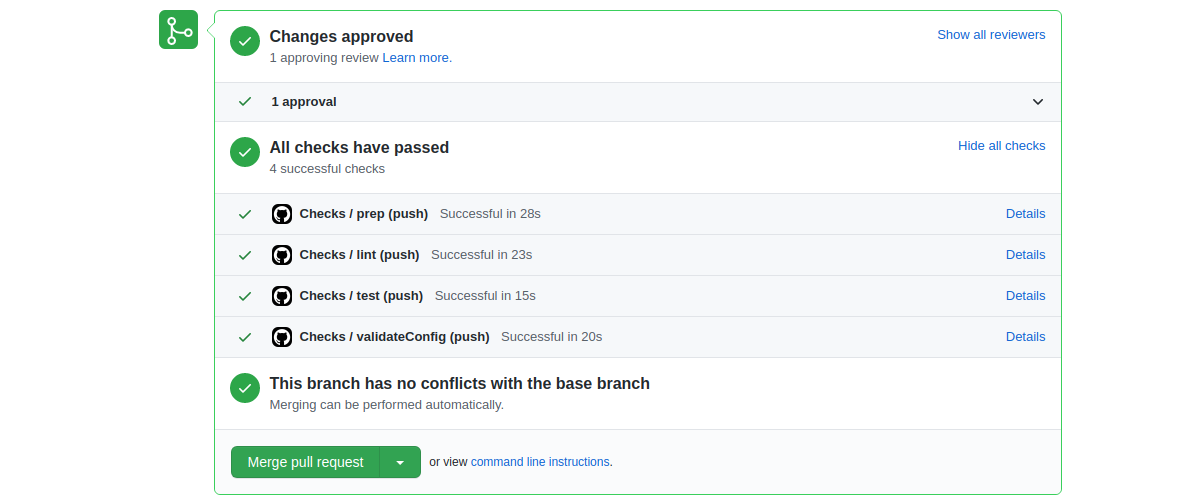 Changes approved
Show all reviewers
1 approving review Learn more.
1 approval
All checks have passed
Hide all checks
4 successful checks
Checks / prep (push) Successful in 28s Details
Checks / lint (push) Successful in 23s Details
Checks / test (push) Successful in 15s Details
Checks / validateConfig (push) Successful in 20s Details
This branch has no conflicts with the base branch
Merging can be performed automatically.
Merge pull request or view command line instructions.